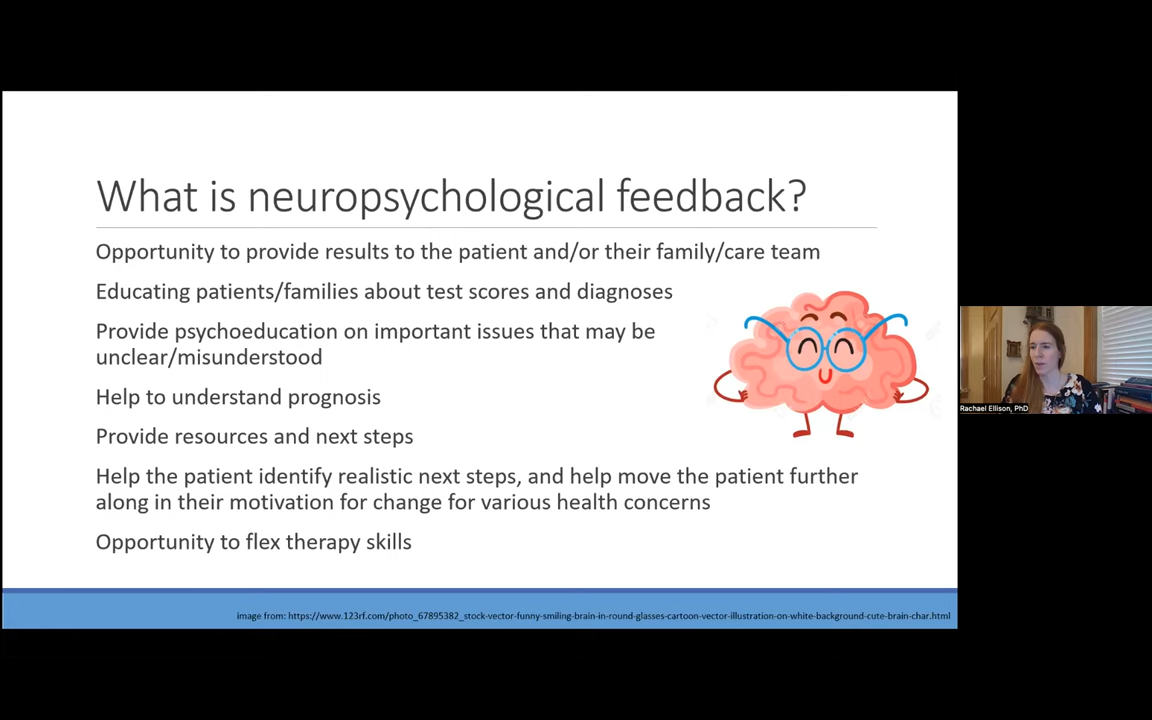 What is neuropsychological feedback?
Opportunity to provide results to the patient and/or their family/care team
Educating patients/families about test scores and diagnoses
Provide psychoeducation on important issues that may be
unclear/misunderstood
Help to understand prognosis
Provide resources and next steps
Help the patient identify realistic next steps, and help move the patient further
along in their motivation for change for various health concerns
Opportunity to flex therapy skills
image from: https://www.123rf.com/photo_67895382_stock-vector-funny-smiling-brain-in-round-glasses-cartoon-vector-illustration-on-white-background-cute-brain-char.html
Rachael Ellison, PhD